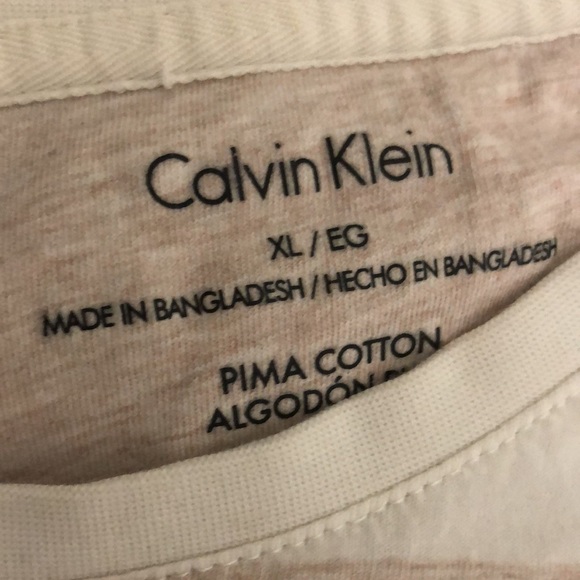 Calvin Klein
XL / EG
MADE IN BANGLADESH / HECHO EN BANGLADESH
PIMA COTTON
ALGODÓN